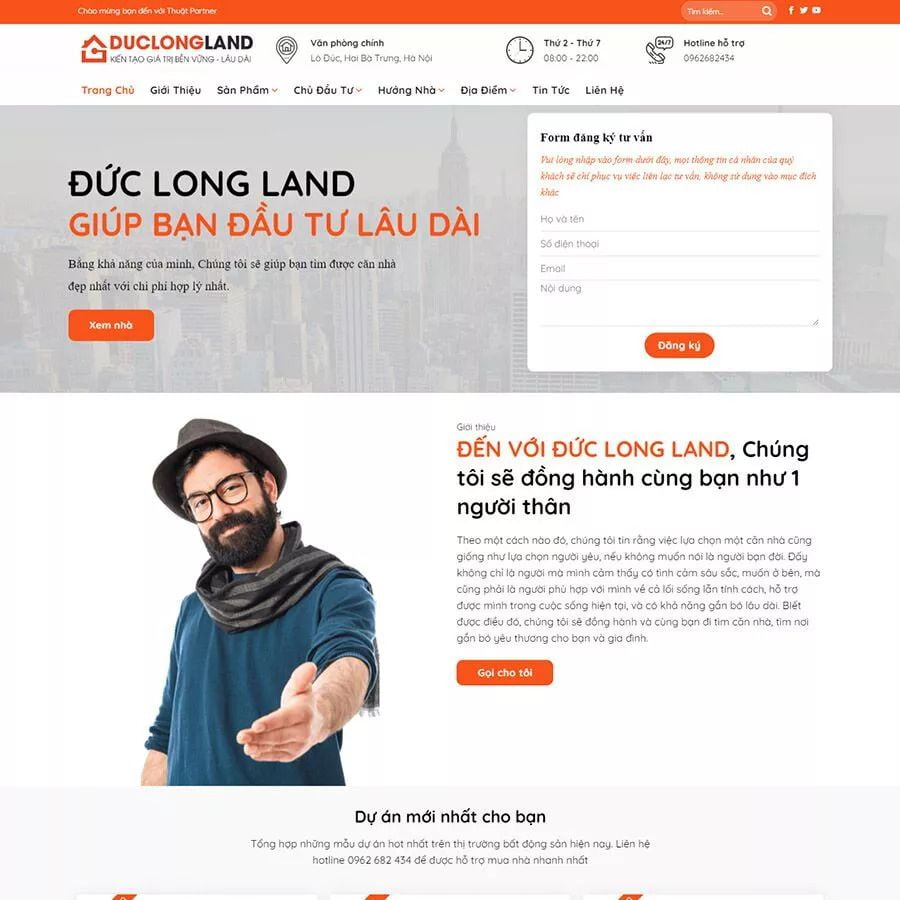 Chào mừng bạn đến với Thuật Partner
Tìm kiếm...
DUCLONGLAND
KIẾN TẠO GIÁ TRỊ BỀN VỮNG - LÂU DÀI
Văn phòng chính
Lò Đúc, Hai Bà Trưng, Hà Nội
Thứ 2 - Thứ 7
08:00 - 22:00
24/7
Hotline hỗ trợ
0962682434
Trang Chủ Giới Thiệu Sản Phẩm Chủ Đầu Tư Hướng Nhà Địa Điểm Tin Tức Liên Hệ
ĐỨC LONG LAND
GIÚP BẠN ĐẦU TƯ LÂU DÀI
Bằng khả năng của mình, Chúng tôi sẽ giúp bạn tìm được căn nhà
đẹp nhất với chi phí hợp lý nhất.
Xem nhà
Form đăng ký tư vấn
Vui lòng nhập vào form dưới đây, mọi thông tin cá nhân của quý
khách sẽ chỉ phục vụ việc liên lạc tư vấn, không sử dụng vào mục đích
khác
Họ và tên
Số điện thoại
Email
Nội dung
Đăng ký
Giới thiệu
ĐẾN VỚI ĐỨC LONG LAND, Chúng
tôi sẽ đồng hành cùng bạn như 1
người thân
Theo một cách nào đó, chúng tôi tin rằng việc lựa chọn một căn nhà cũng
giống như lựa chọn người yêu, nếu không muốn nói là người bạn đời. Đấy
không chỉ là người mà mình cảm thấy có tình cảm sâu sắc, muốn ở bên, mà
cũng phải là người phù hợp với mình về cả lối sống lẫn tính cách, hỗ trợ
được mình trong cuộc sống hiện tại, và có khả năng gắn bó lâu dài. BIết
được điều đó, chúng tôi sẽ đồng hành và cùng bạn đi tìm căn nhà, tìm nơi
gắn bó yêu thương cho bạn và gia đình.
Gọi cho tôi
Dự án mới nhất cho bạn
Tổng hợp những mẫu dự án hot nhất trên thị trường bất động sản hiện nay. Liên hệ
hotline 0962 682 434 để được hỗ trợ mua nhà nhanh nhất